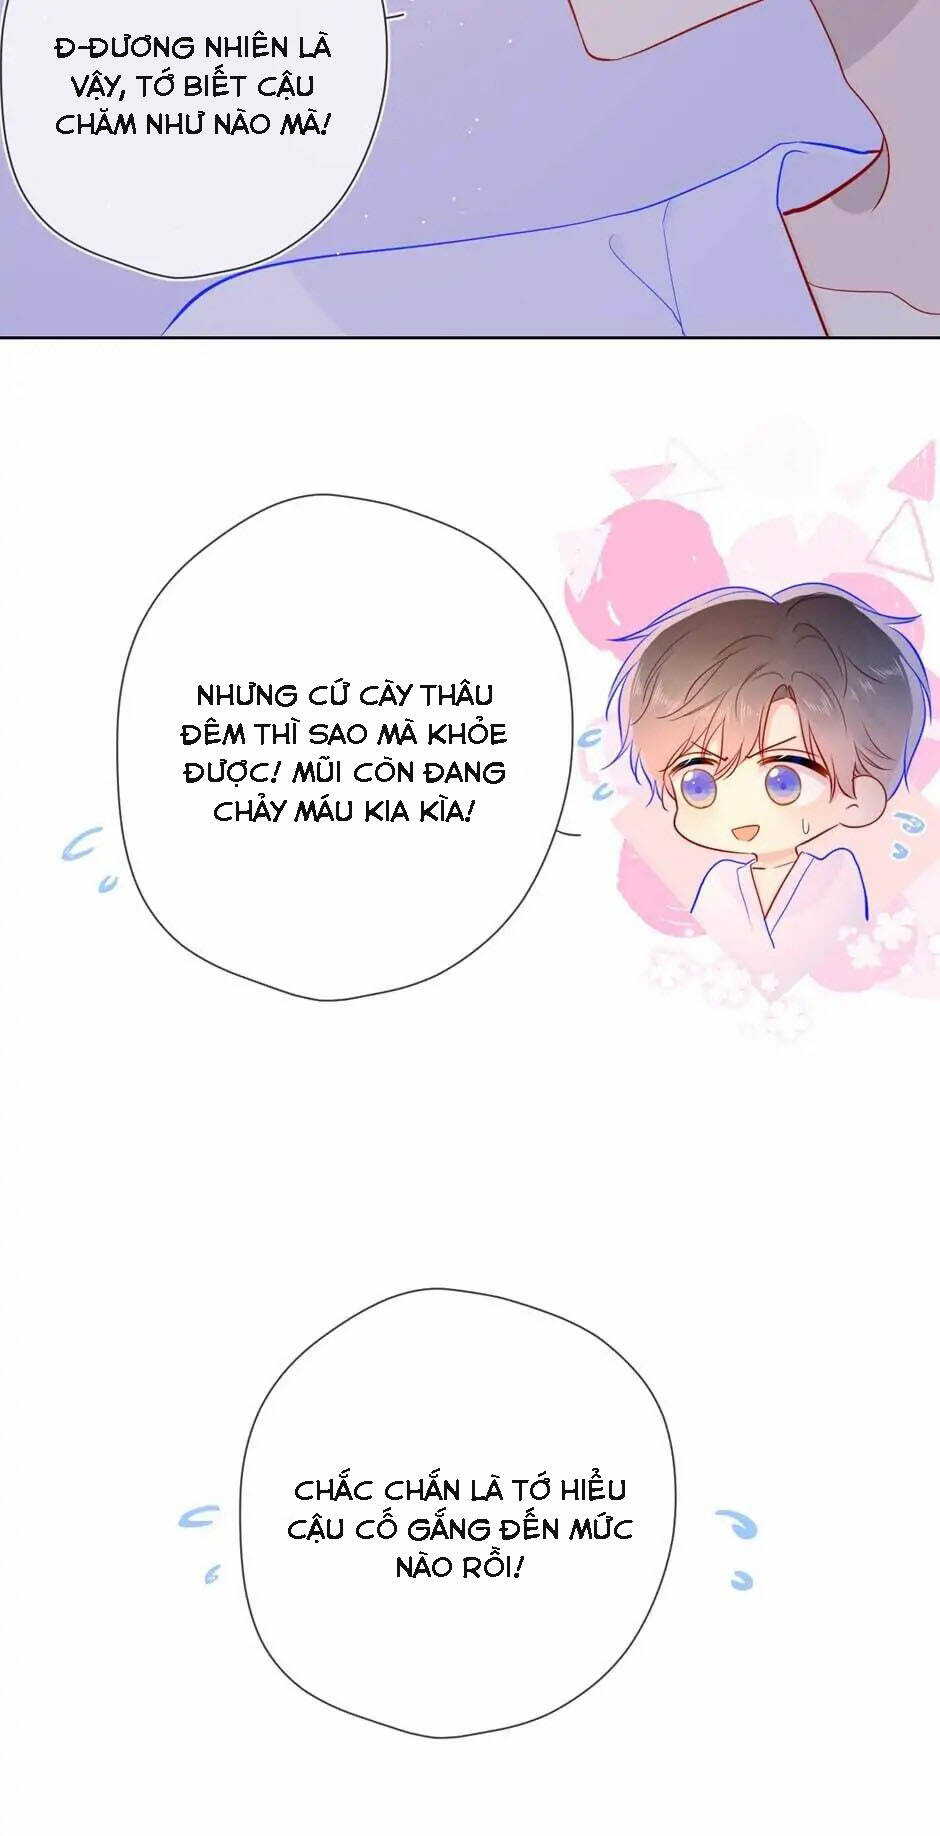 Đ-ĐƯƠNG NHIÊN LÀ
VẬY, TỚ BIẾT CẬU
CHĂM NHƯ NÀO MÀ!
NHƯNG CỨ CÀY THÂU
ĐÊM THÌ SAO MÀ KHỎE
ĐƯỢC! MŨI CÒN ĐANG
CHẢY MÁU KIA KÌA!
CHẮC CHẮN LÀ TỚ HIỂU
CẬU CỐ GẮNG ĐẾN MỨC
NÀO RỒI!